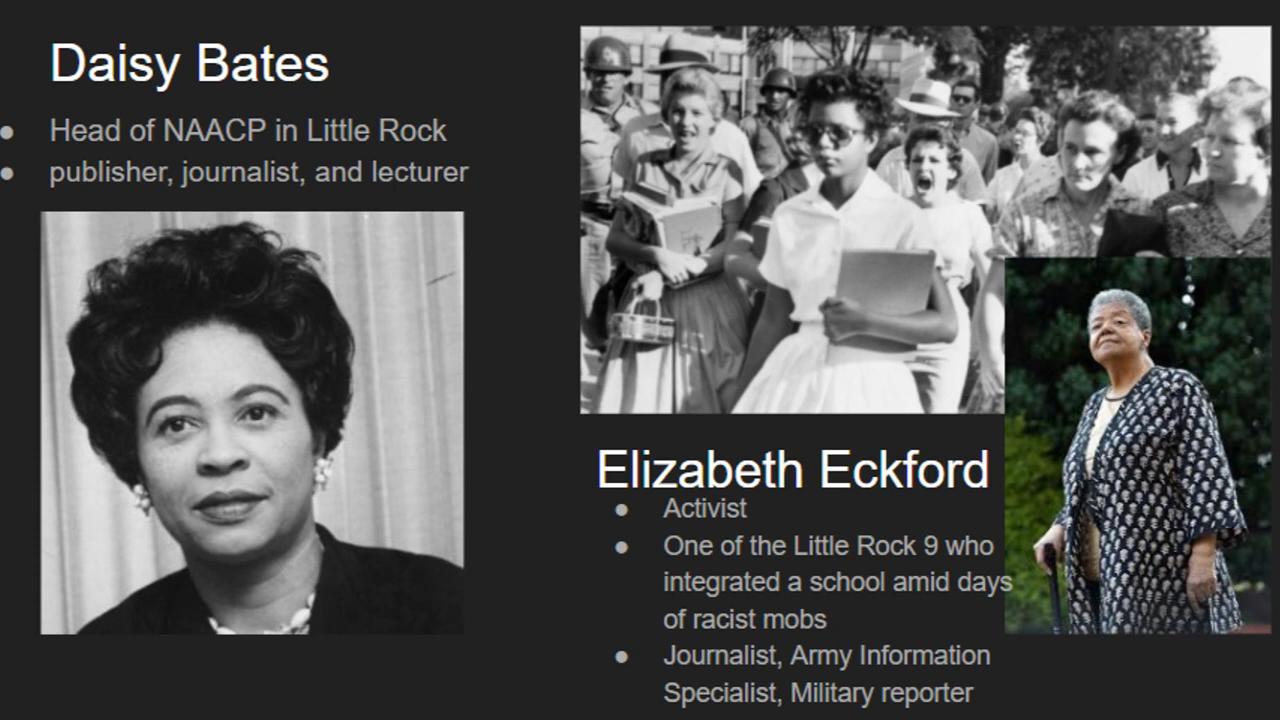 Daisy Bates
● Head of NAACP in Little Rock
● publisher, journalist, and lecturer
Elizabeth Eckford
● Activist
● One of the Little Rock 9 who
integrated a school amid days
of racist mobs
● Journalist, Army Information
Specialist, Military reporter